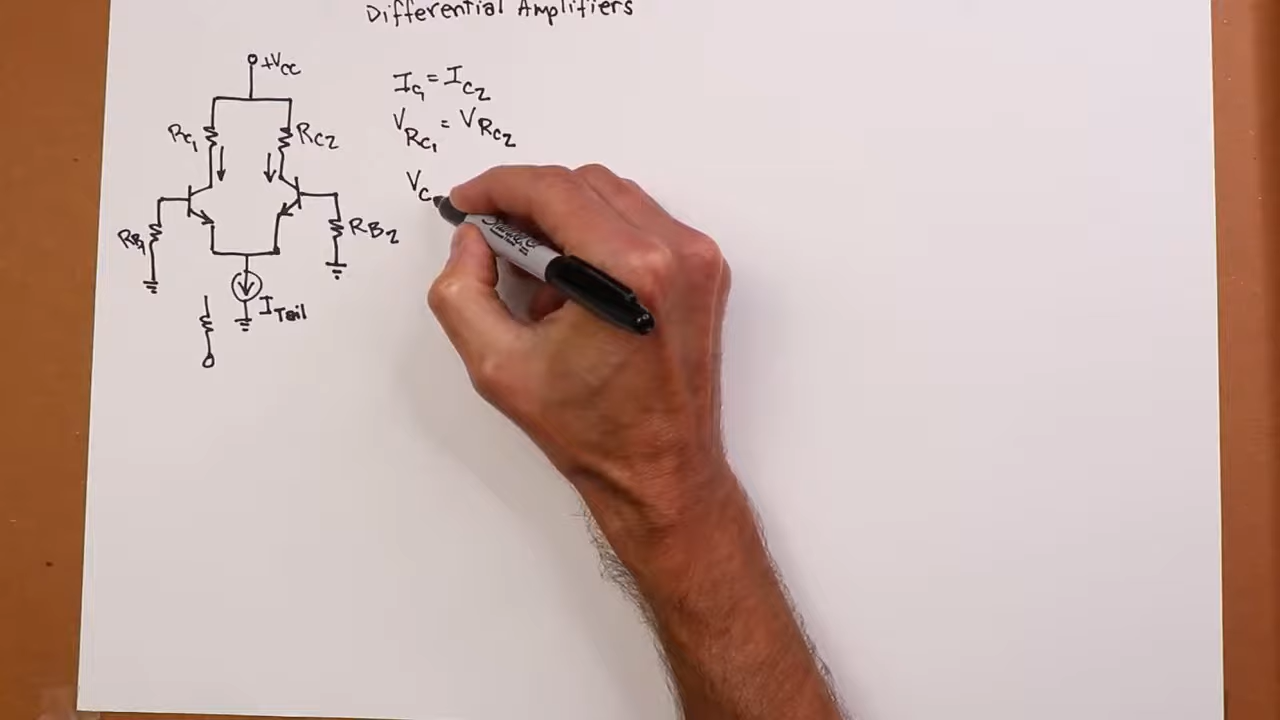 Differential Amplifiers
+Vcc
RC1
RC2
RB1
RB2
ITail
IC1 = IC2
VRC1 = VRC2
VC